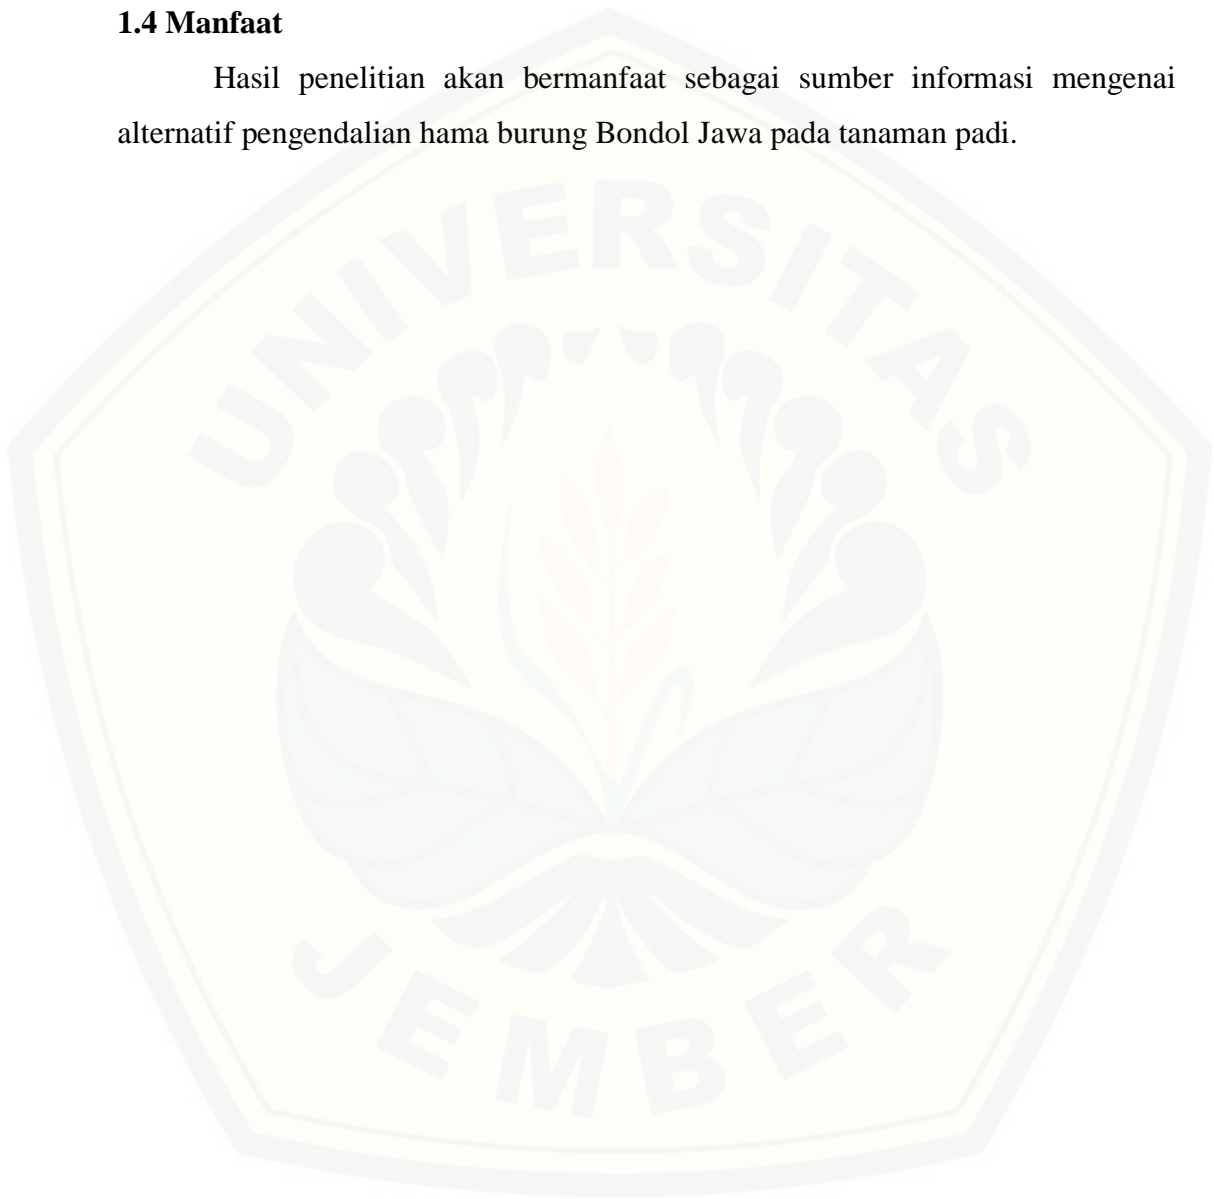 1.4 Manfaat
Hasil penelitian akan bermanfaat sebagai sumber informasi mengenai
alternatif pengendalian hama burung Bondol Jawa pada tanaman padi.
UNIVERSITAS
JEMBER